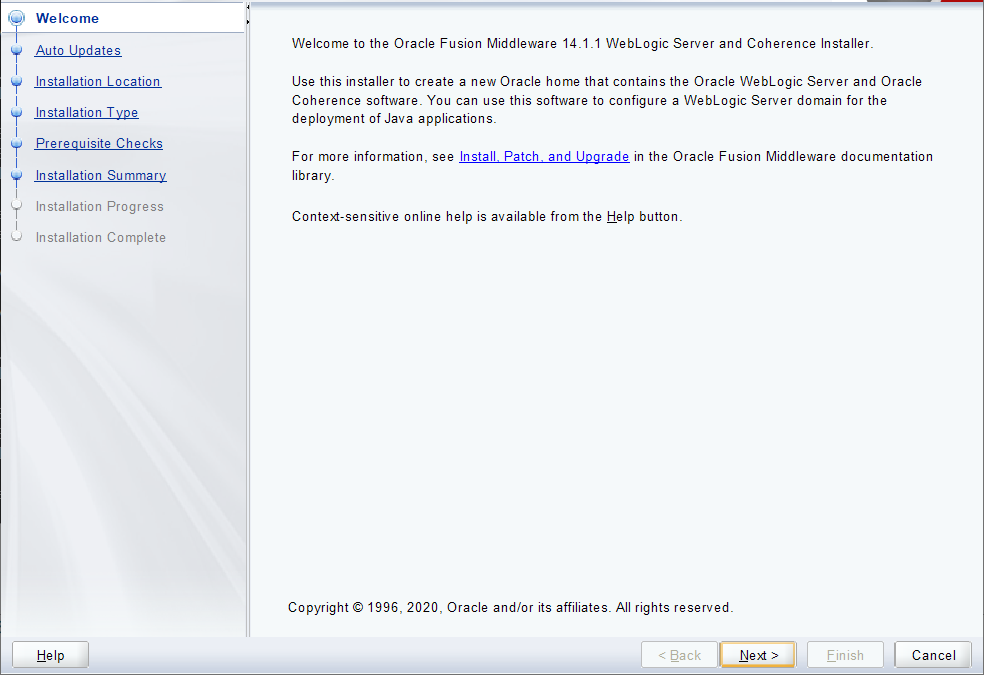 Welcome
Auto Updates
Installation Location
Installation Type
Prerequisite Checks
Installation Summary
Installation Progress
Installation Complete
Welcome to the Oracle Fusion Middleware 14.1.1 WebLogic Server and Coherence Installer.
Use this installer to create a new Oracle home that contains the Oracle WebLogic Server and Oracle
Coherence software. You can use this software to configure a WebLogic Server domain for the
deployment of Java applications.
For more information, see Install, Patch, and Upgrade in the Oracle Fusion Middleware documentation
library.
Context-sensitive online help is available from the Help button.
Copyright © 1996, 2020, Oracle and/or its affiliates. All rights reserved.
Help
< Back
Next >
Finish
Cancel